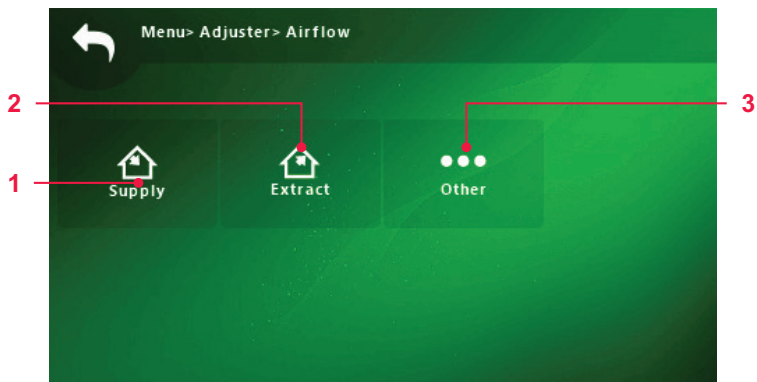 Menu> Adjuster> Airflow
2
3
1
Supply
Extract
Other